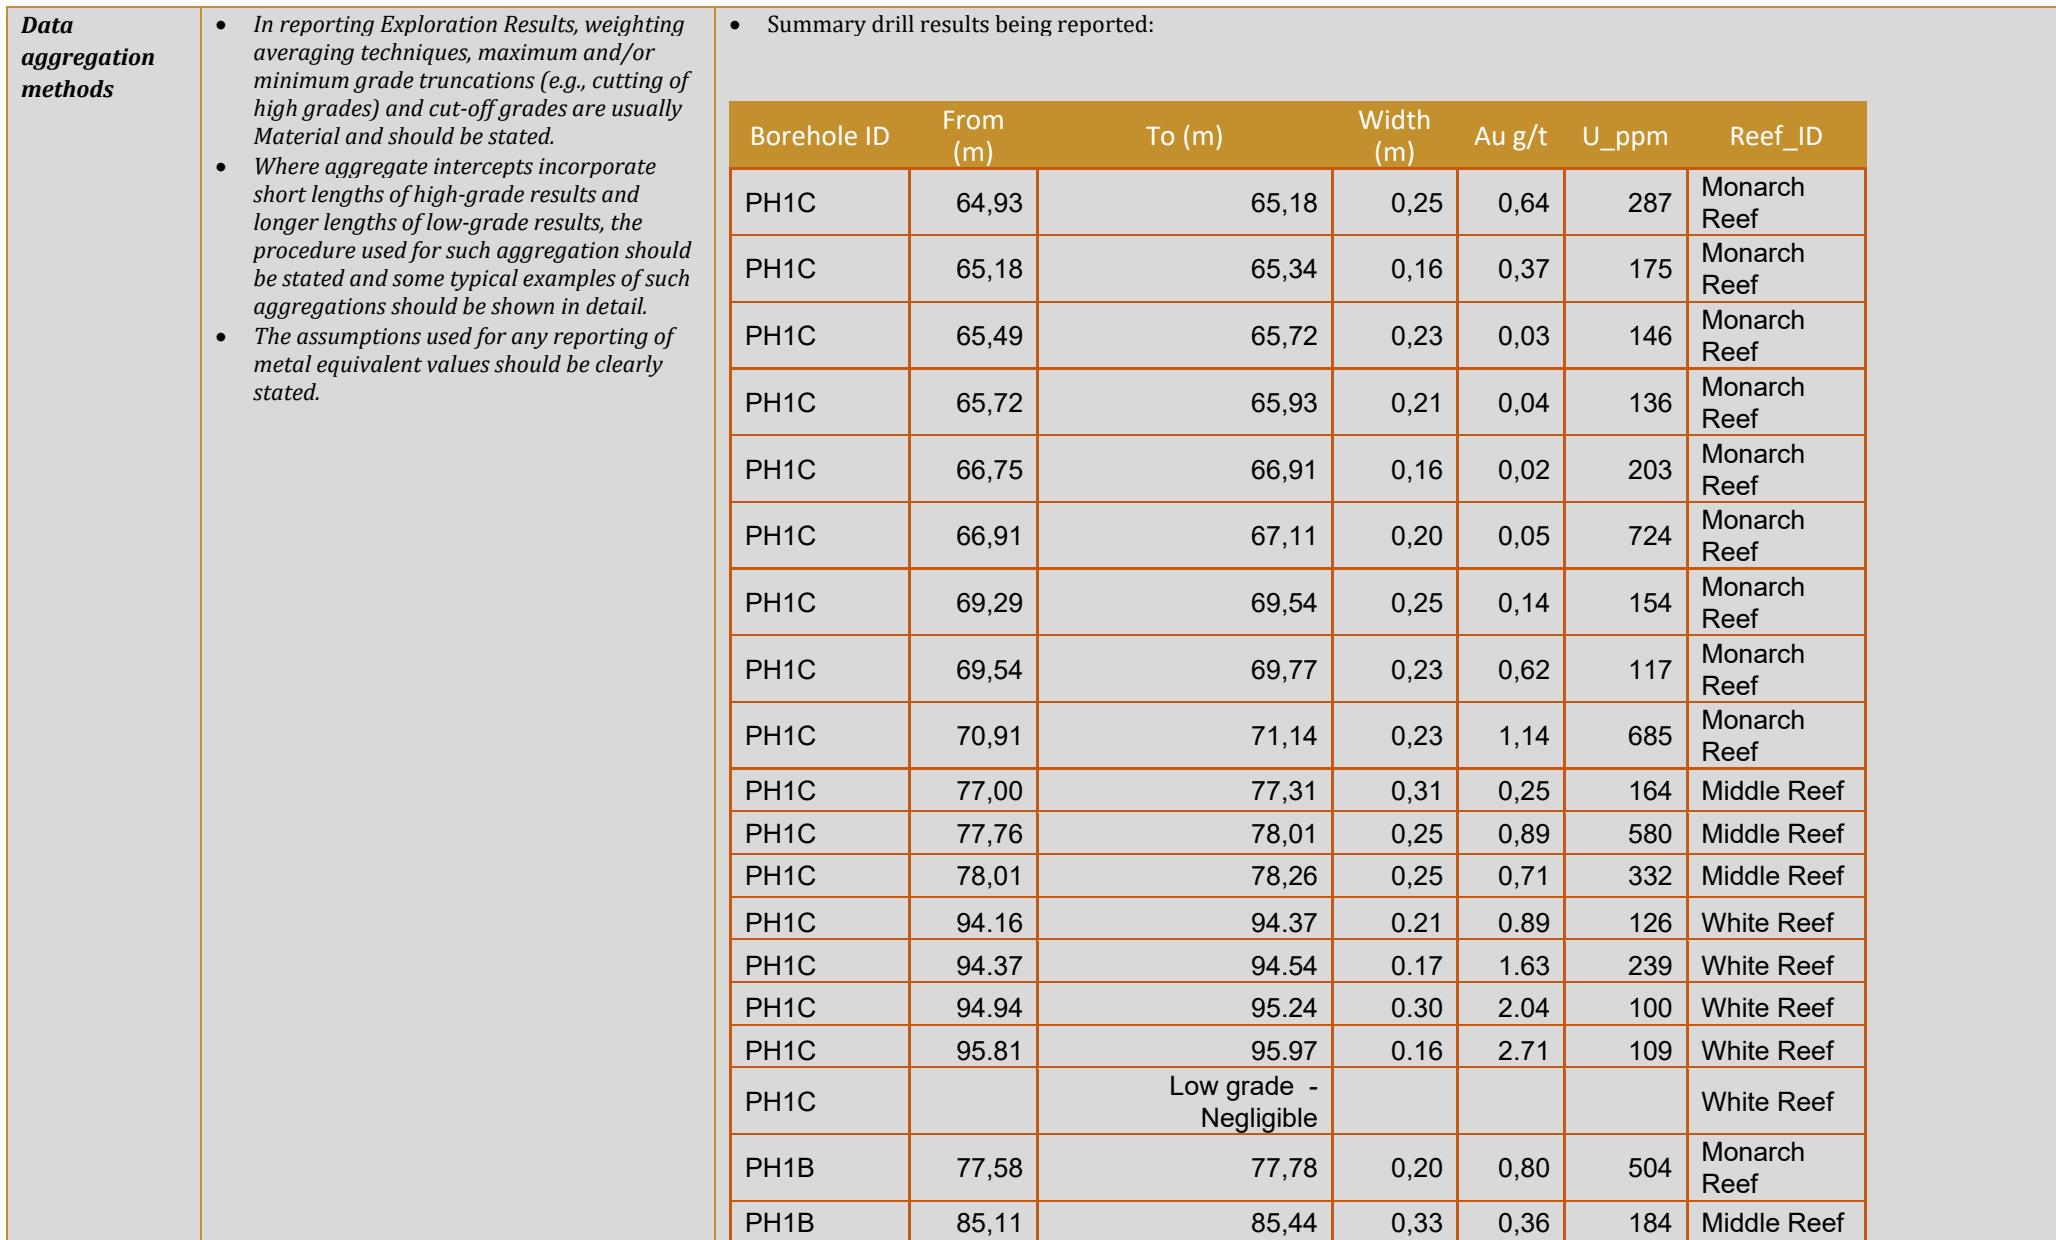 Data
aggregation
methods
• In reporting Exploration Results, weighting
averaging techniques, maximum and/or
minimum grade truncations (e.g., cutting of
high grades) and cut-off grades are usually
Material and should be stated.
• Where aggregate intercepts incorporate
short lengths of high-grade results and
longer lengths of low-grade results, the
procedure used for such aggregation should
be stated and some typical examples of such
aggregations should be shown in detail.
• The assumptions used for any reporting of
metal equivalent values should be clearly
stated.
• Summary drill results being reported:
Borehole ID From (m) To (m) Width (m) Au g/t U_ppm Reef_ID
PH1C 64,93 65,18 0,25 0,64 287 Monarch Reef
PH1C 65,18 65,34 0,16 0,37 175 Monarch Reef
PH1C 65,49 65,72 0,23 0,03 146 Monarch Reef
PH1C 65,72 65,93 0,21 0,04 136 Monarch Reef
PH1C 66,75 66,91 0,16 0,02 203 Monarch Reef
PH1C 66,91 67,11 0,20 0,05 724 Monarch Reef
PH1C 69,29 69,54 0,25 0,14 154 Monarch Reef
PH1C 69,54 69,77 0,23 0,62 117 Monarch Reef
PH1C 70,91 71,14 0,23 1,14 685 Monarch Reef
PH1C 77,00 77,31 0,31 0,25 164 Middle Reef
PH1C 77,76 78,01 0,25 0,89 580 Middle Reef
PH1C 78,01 78,26 0,25 0,71 332 Middle Reef
PH1C 94.16 94.37 0.21 0.89 126 White Reef
PH1C 94.37 94.54 0.17 1.63 239 White Reef
PH1C 94.94 95.24 0.30 2.04 100 White Reef
PH1C 95.81 95.97 0.16 2.71 109 White Reef
PH1C Low grade - Negligible White Reef
PH1B 77,58 77,78 0,20 0,80 504 Monarch Reef
PH1B 85,11 85,44 0,33 0,36 184 Middle Reef